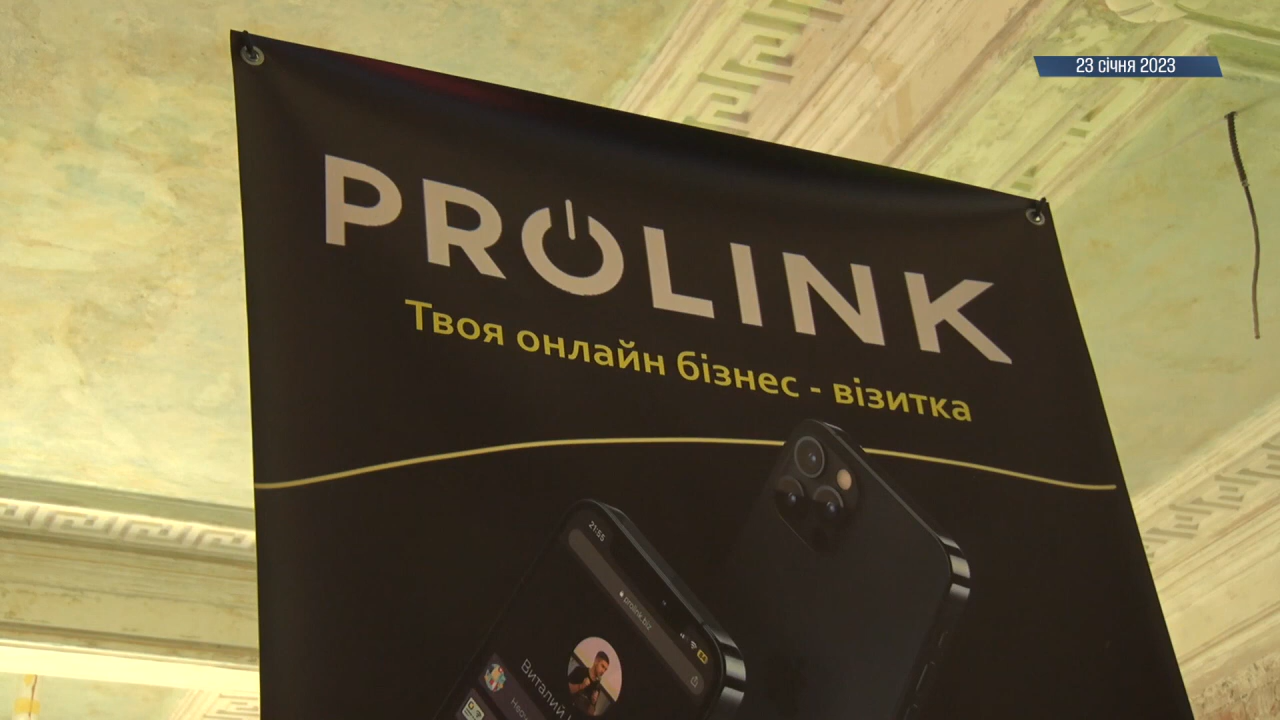 23 січня 2023
PROLINK
Твоя онлайн бізнес - візитка
21:55
prolink.biz
Виталий